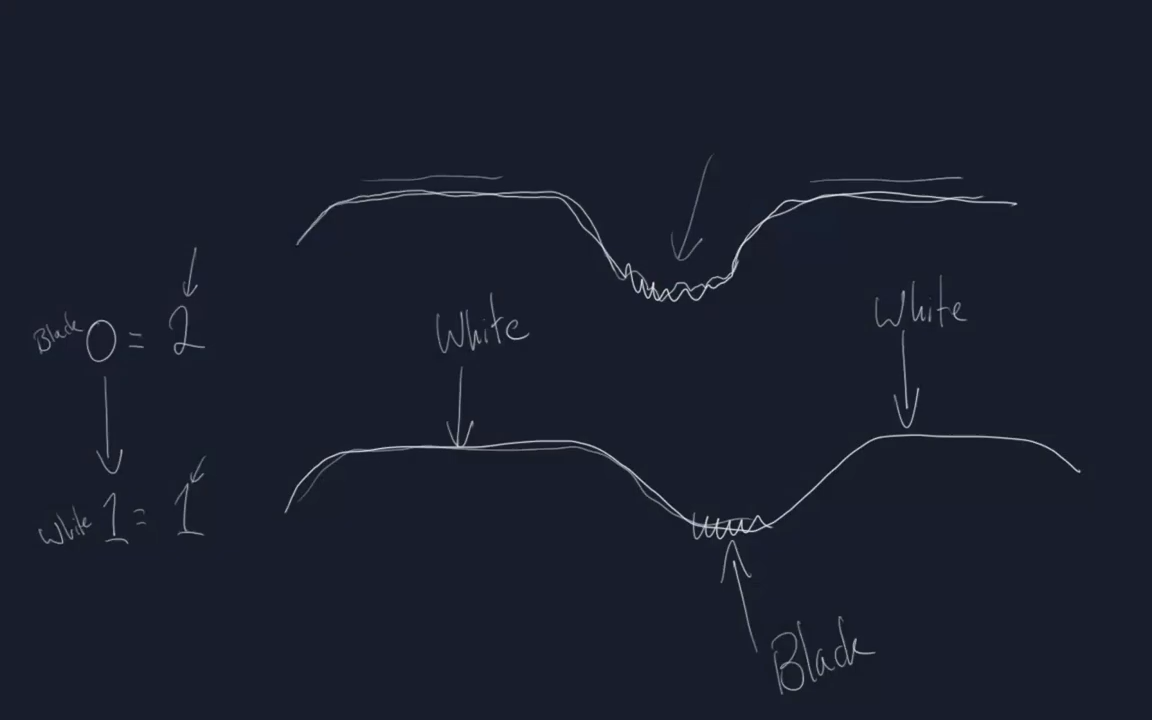 White
White
Black 0 = 2
White 1 = 1
Black